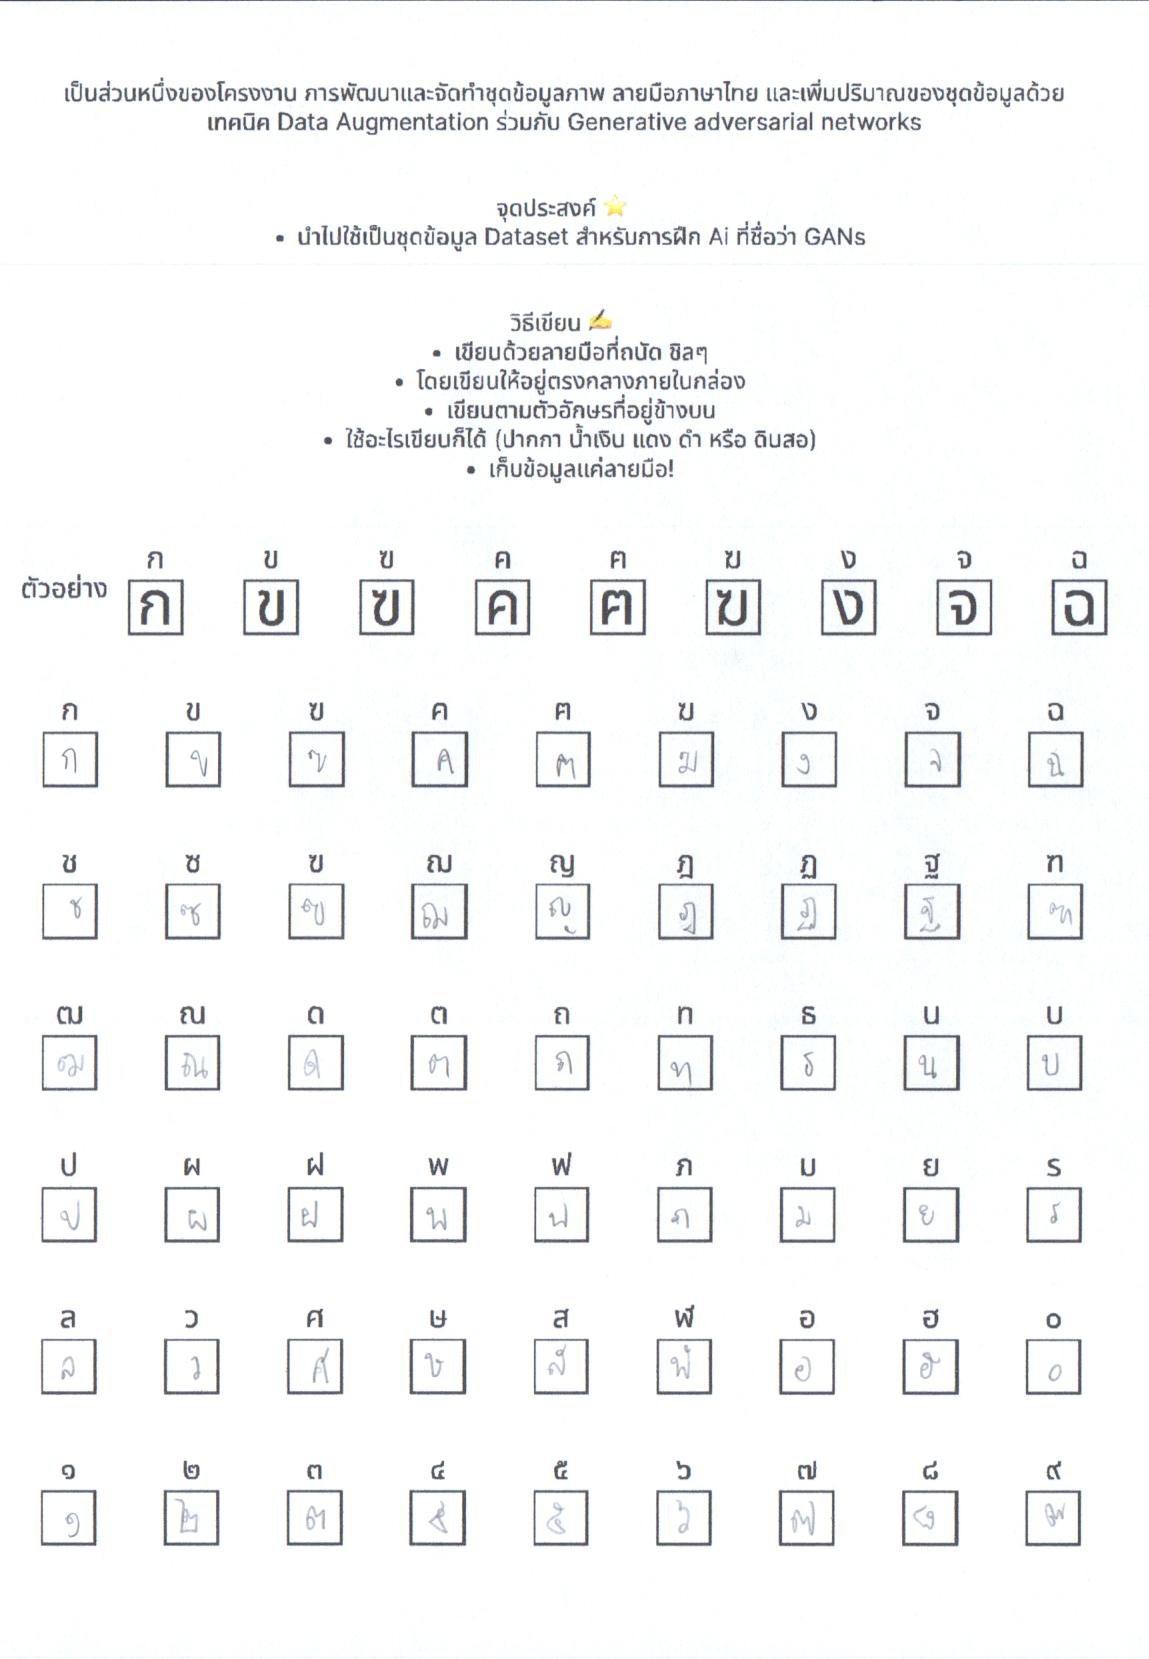 เป็นส่วนหนึ่งของโครงงาน การพัฒนาและจัดทำชุดข้อมูลภาพ ลายมือภาษาไทย และเพิ่มปริมาณของชุดข้อมูลด้วย
เทคนิค Data Augmentation ร่วมกับ Generative adversarial networks
จุดประสงค์ ⭐
• นำไปใช้เป็นชุดข้อมูล Dataset สำหรับการฝึก Ai ที่ชื่อว่า GANs
วิธีเขียน ✍
• เขียนด้วยลายมือที่ถนัด ชิลๆ
• โดยเขียนให้อยู่ตรงกลางภายในกล่อง
• เขียนตามตัวอักษรที่อยู่ข้างบน
• ใช้อะไรเขียนก็ได้ (ปากกา น้ำเงิน แดง ดำ หรือ ดินสอ)
• เก็บข้อมูลแค่ลายมือ!
ก ข ฃ ค ฅ ฆ ง จ ฉ
ตัวอย่าง ก ข ฃ ค ฅ ฆ ง จ ฉ
ก ข ฃ ค ฅ ฆ ง จ ฉ
ก ข ฃ ค ฅ ฆ ง จ ฉ
ช ซ ฃ ฌ ญ ฎ ฏ ฐ ฑ
ช ซ ฃ ฌ ญ ฎ ฏ ฐ ฑ
ฒ ณ ด ต ถ ท ธ น บ
ฒ ณ ด ต ถ ท ธ น บ
ป ผ ฝ พ ฟ ภ ม ย ร
ป ผ ฝ พ ฟ ภ ม ย ร
ล ว ศ ษ ส ฬ อ ฮ ๐
ล ว ศ ษ ส ฬ อ ฮ ๐
๑ ๒ ๓ ๔ ๕ ๖ ๗ ๘ ๙
๑ ๒ ๓ ๔ ๕ ๖ ๗ ๘ ๙